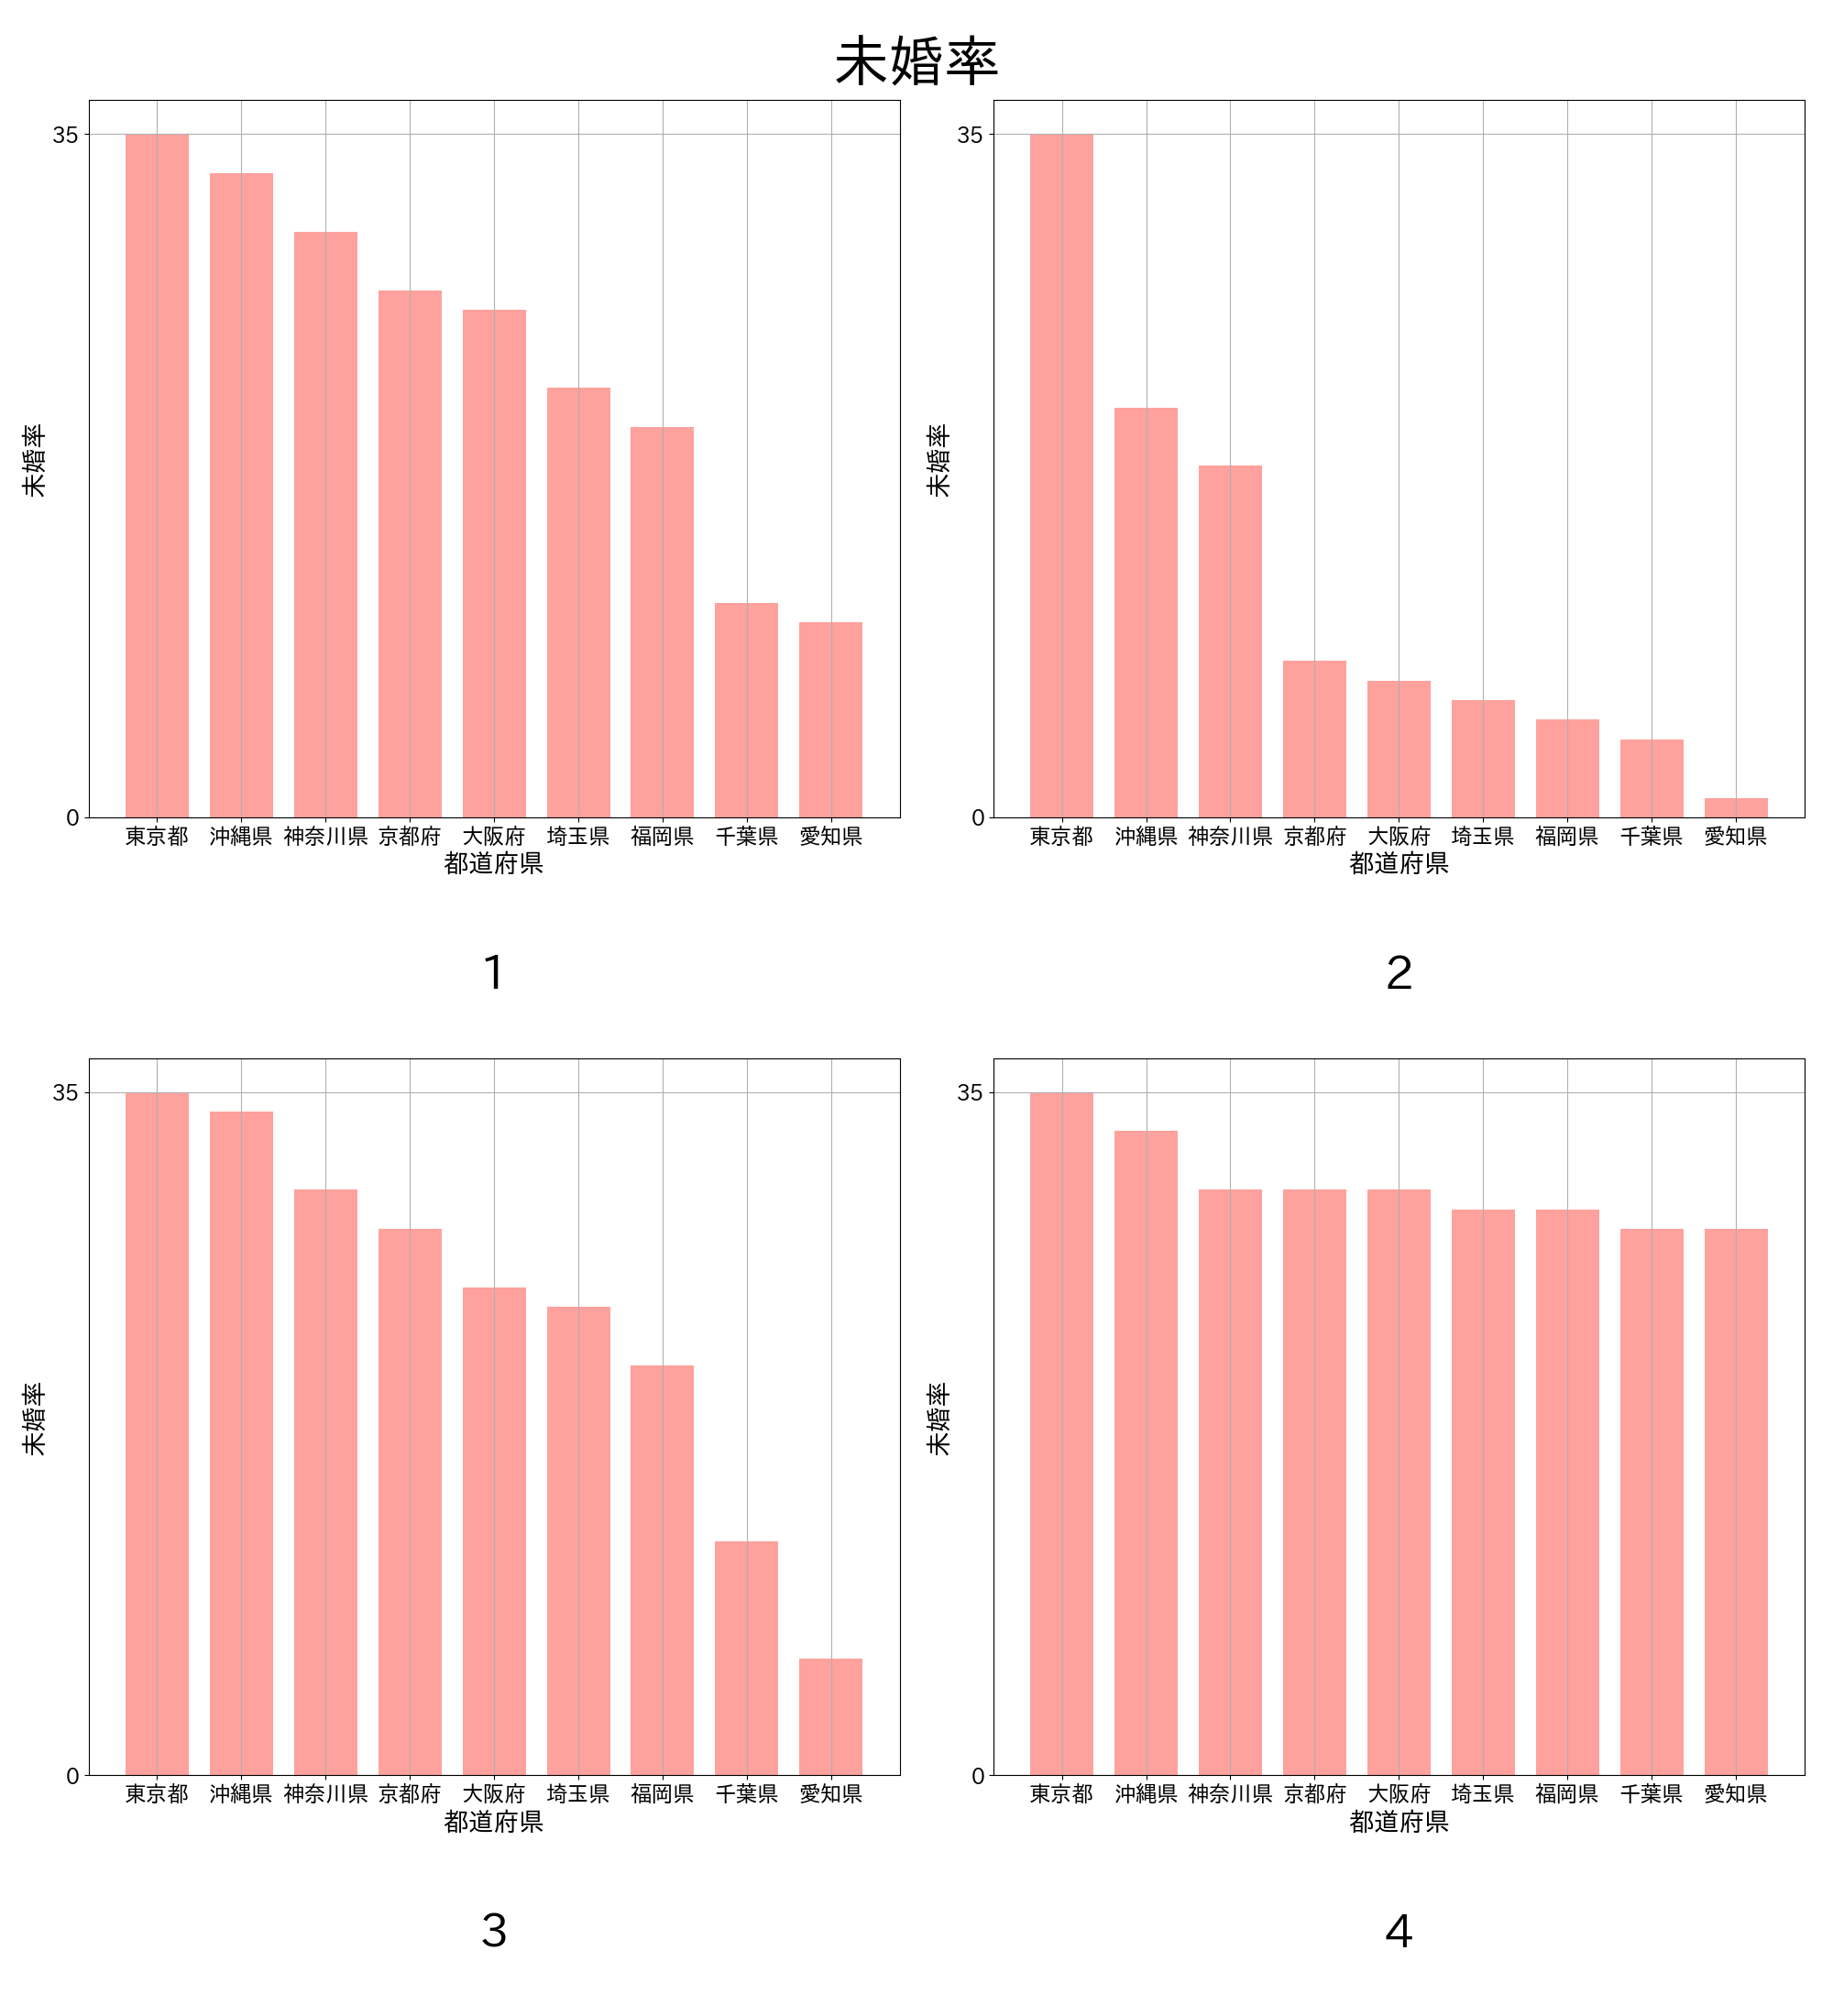 未婚率
35
0
未婚率
東京都 沖縄県 神奈川県 京都府 大阪府 埼玉県 福岡県 千葉県 愛知県
都道府県
1
35
0
未婚率
東京都 沖縄県 神奈川県 京都府 大阪府 埼玉県 福岡県 千葉県 愛知県
都道府県
2
35
0
未婚率
東京都 沖縄県 神奈川県 京都府 大阪府 埼玉県 福岡県 千葉県 愛知県
都道府県
3
35
0
未婚率
東京都 沖縄県 神奈川県 京都府 大阪府 埼玉県 福岡県 千葉県 愛知県
都道府県
4